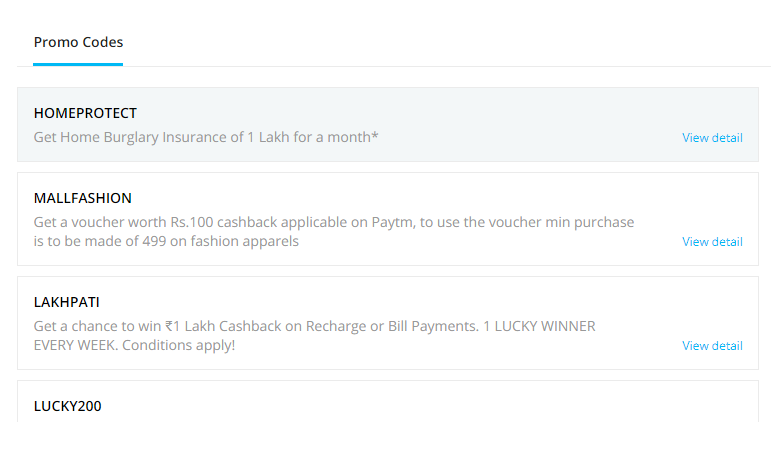 Promo Codes
HOMEPROTECT
Get Home Burglary Insurance of 1 Lakh for a month*
View detail
MALLFASHION
Get a voucher worth Rs.100 cashback applicable on Paytm, to use the voucher min purchase
is to be made of 499 on fashion apparels
View detail
LAKHPATI
Get a chance to win ₹1 Lakh Cashback on Recharge or Bill Payments. 1 LUCKY WINNER
EVERY WEEK. Conditions apply!
View detail
LUCKY200